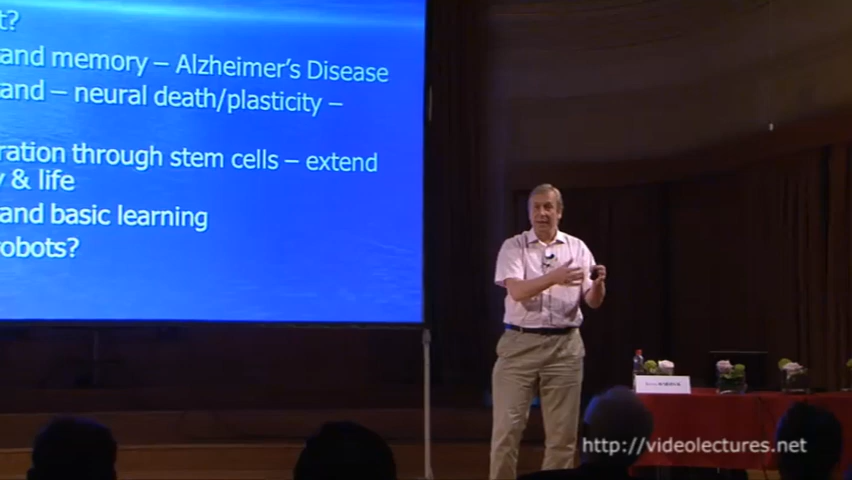 t?
and memory – Alzheimer's Disease
and – neural death/plasticity –
ration through stem cells – extend
y & life
and basic learning
robots?
http://videolectures.net